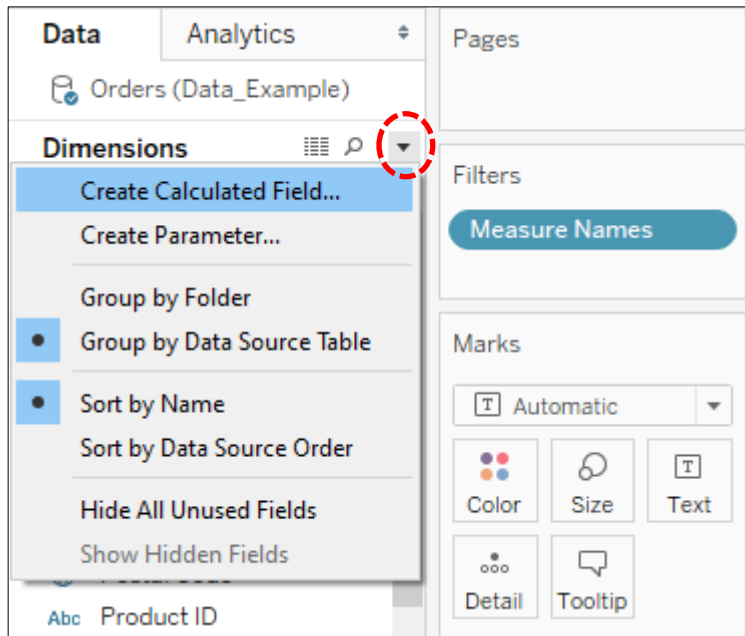 Data
Analytics
Orders (Data_Example)
Dimensions
Create Calculated Field...
Create Parameter...
Group by Folder
Group by Data Source Table
Sort by Name
Sort by Data Source Order
Hide All Unused Fields
Show Hidden Fields
Abc Product ID
Pages
Filters
Measure Names
Marks
T Automatic
Color
Size
T
Text
Detail
Tooltip